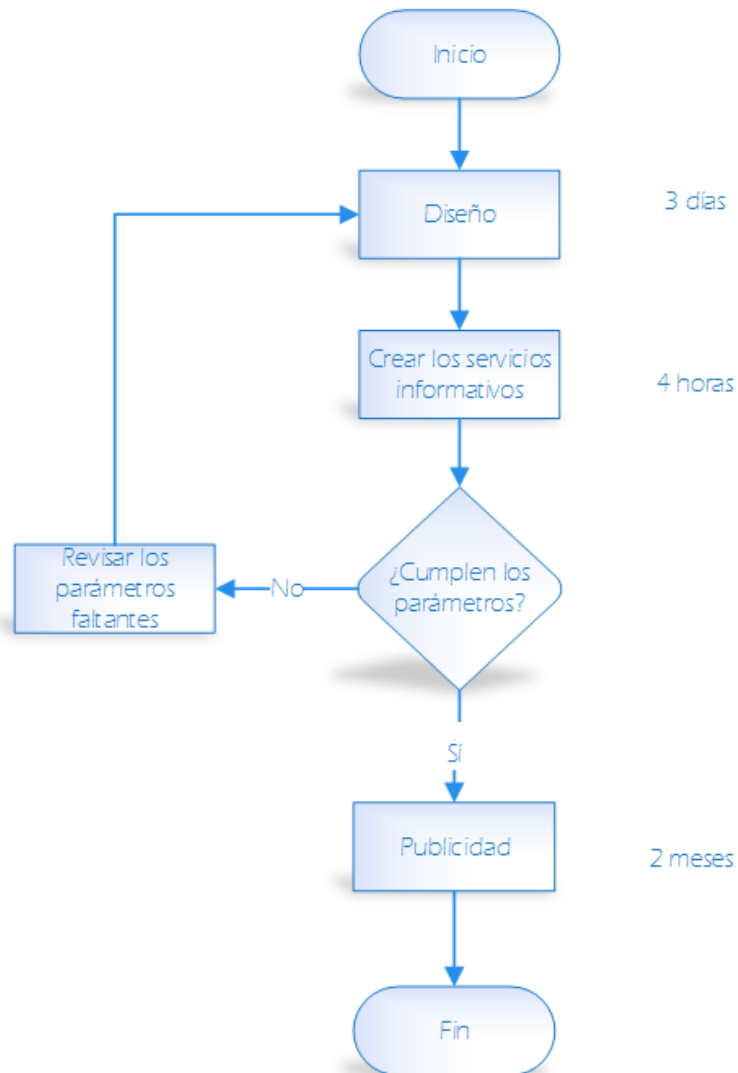 Inicio
Diseño
3 días
Crear los servicios
informativos
4 horas
¿Cumplen los
parámetros?
No
Revisar los
parámetros
faltantes
Sí
Publicidad
2 meses
Fin